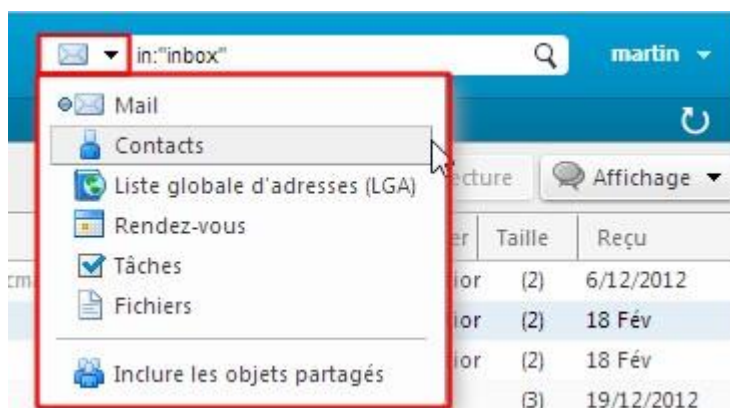 in:"inbox"
martin
Mail
Contacts
Liste globale d'adresses (LGA)
Affichage
Rendez-vous
Taille Reçu
Tâches
(2) 6/12/2012
Fichiers
(2) 18 Fév
(2) 18 Fév
Inclure les objets partagés
(3) 19/12/2012